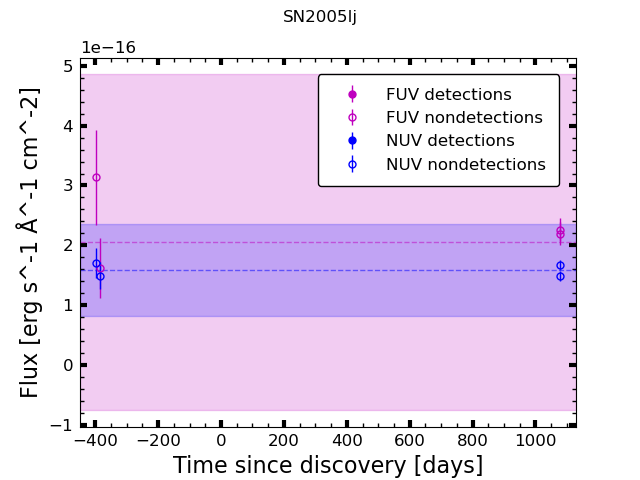 SN2005lj
1e−16
5
4
3
2
1
0
−1
Flux [erg s^-1 Å^-1 cm^-2]
FUV detections
FUV nondetections
NUV detections
NUV nondetections
−400 −200 0 200 400 600 800 1000
Time since discovery [days]